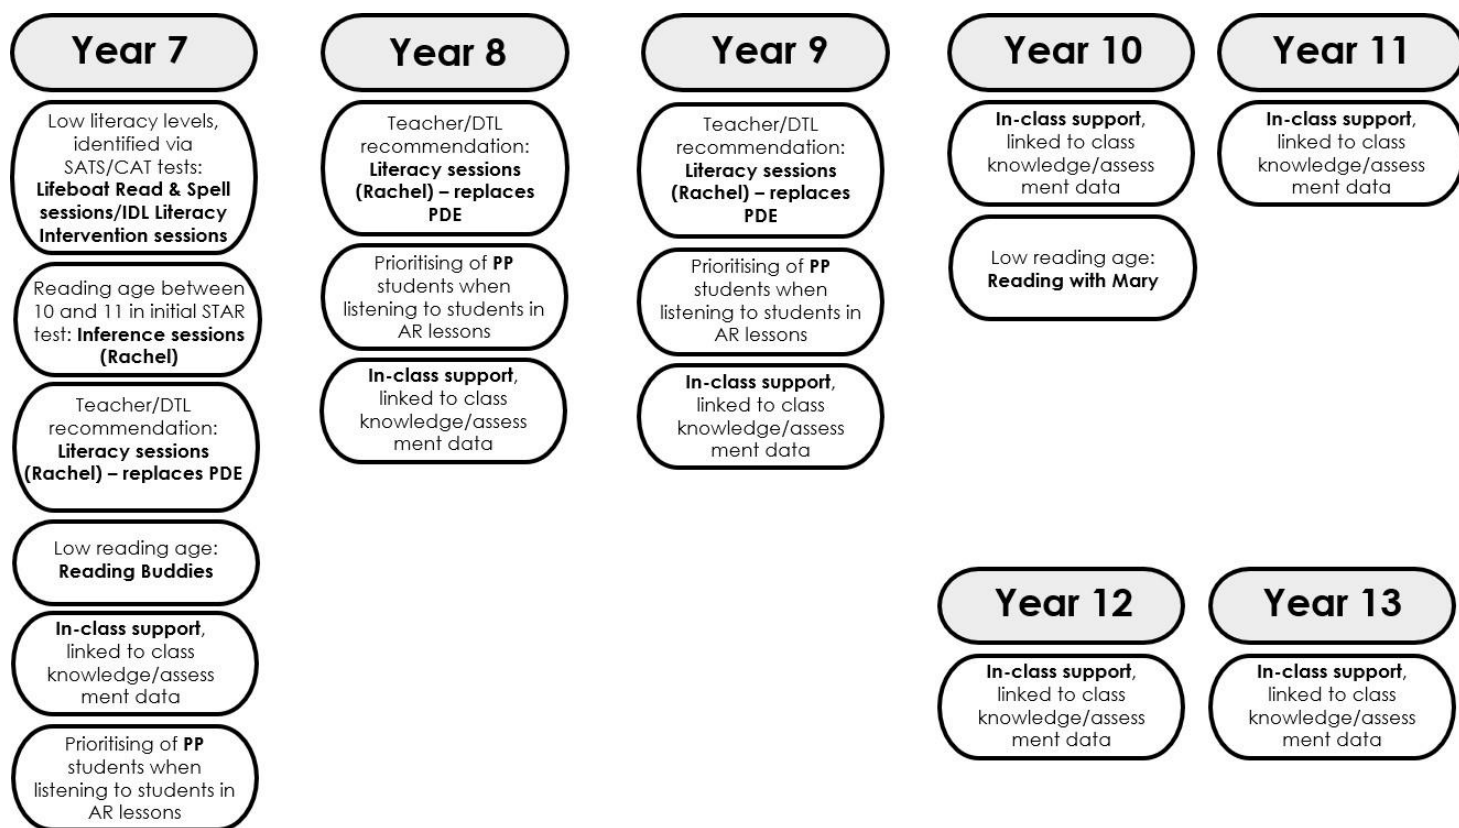 Year 7
Low literacy levels,
identified via
SATS/CAT tests:
Lifeboat Read & Spell
sessions/IDL Literacy
Intervention sessions
Reading age between
10 and 11 in initial STAR
test: Inference sessions
(Rachel)
Teacher/DTL
recommendation:
Literacy sessions
(Rachel) – replaces PDE
Low reading age:
Reading Buddies
In-class support,
linked to class
knowledge/assess
ment data
Prioritising of PP
students when
listening to students in
AR lessons
Year 8
Teacher/DTL
recommendation:
Literacy sessions
(Rachel) – replaces
PDE
Prioritising of PP
students when
listening to students in
AR lessons
In-class support,
linked to class
knowledge/assess
ment data
Year 9
Teacher/DTL
recommendation:
Literacy sessions
(Rachel) – replaces
PDE
Prioritising of PP
students when
listening to students in
AR lessons
In-class support,
linked to class
knowledge/assess
ment data
Year 10
In-class support,
linked to class
knowledge/assess
ment data
Low reading age:
Reading with Mary
Year 11
In-class support,
linked to class
knowledge/assess
ment data
Year 12
In-class support,
linked to class
knowledge/assess
ment data
Year 13
In-class support,
linked to class
knowledge/assess
ment data